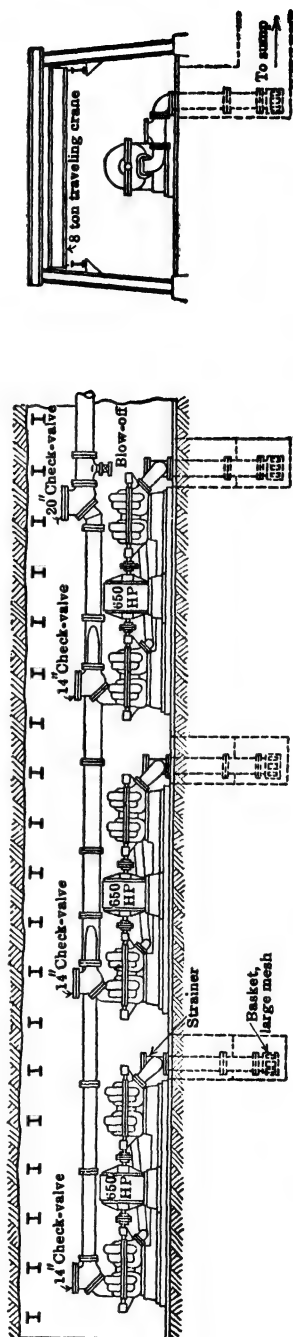 14" Check-valve
14" Check-valve
14" Check-valve
20" Check-valve
Blow-off
650
HP
650
HP
650
HP
Strainer
Basket,
large mesh
8 ton traveling crane
To sump